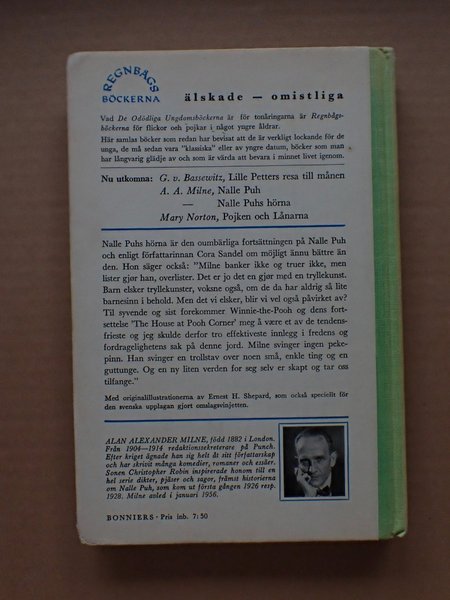 REGNBÅGS
BÖCKERNA
älskade — omistliga
Vad De Odödliga Ungdomsböckerna är för tonåringarna är Regnbågs-
böckerna för flickor och pojkar i något yngre åldrar.
Här samlas böcker som redan har bevisat att de är verkligt lockande för de
unga, de må sedan vara "klassiska" eller av yngre datum, böcker som man
har långvarig glädje av och som är värda att bevara i minnet livet igenom.
Nu utkomna: G. v. Bassewitz, Lille Petters resa till månen
A. A. Milne, Nalle Puh
— Nalle Puhs hörna
Mary Norton, Pojken och Lånarna
Nalle Puhs hörna är den oumbärliga fortsättningen på Nalle Puh
och enligt författarinnan Cora Sandel om möjligt ännu bättre än
den. Hon säger också: "Milne banker ikke og truer ikke, men
lister gjør han, overlister. Det er jo det en gjør med en tryllekunst.
Barn elsker tryllekunster, voksne også, om de da har aldrig så lite
barnesinn i behold. Men det vi elsker, blir vi vel også påvirket av?
Til syvende og sist forekommer Winnie-the-Pooh og dens fort-
settelse 'The House at Pooh Corner' meg å være et av de tendens-
frieste og jeg skulde derfor tro effektiveste innlegg i fredens og
fordragelighetens sak på denne jord. Milne svinger ingen peke-
pinn. Han svinger en trollstav over noen små, enkle ting og en
guttunge. Og en ny liten verden for seg selv er skapt og tar oss
tilfange."
Med originalillustrationerna av Ernest H. Shepard, som också speciellt för
den svenska upplagan gjort omslagsvinjetten.
ALAN ALEXANDER MILNE, född 1882 i London.
Från 1904—1914 redaktionssekreterare på Punch.
Efter kriget ägnade han sig helt åt sitt författarskap
och har skrivit många komedier, romaner och essäer.
Sonen Christopher Robin inspirerade honom till en
hel serie dikter, pjäser och sagor, främst historierna
om Nalle Puh, som kom ut första gången 1926 resp.
1928. Milne avled i januari 1956.
BONNIERS · Pris inb. 7:50